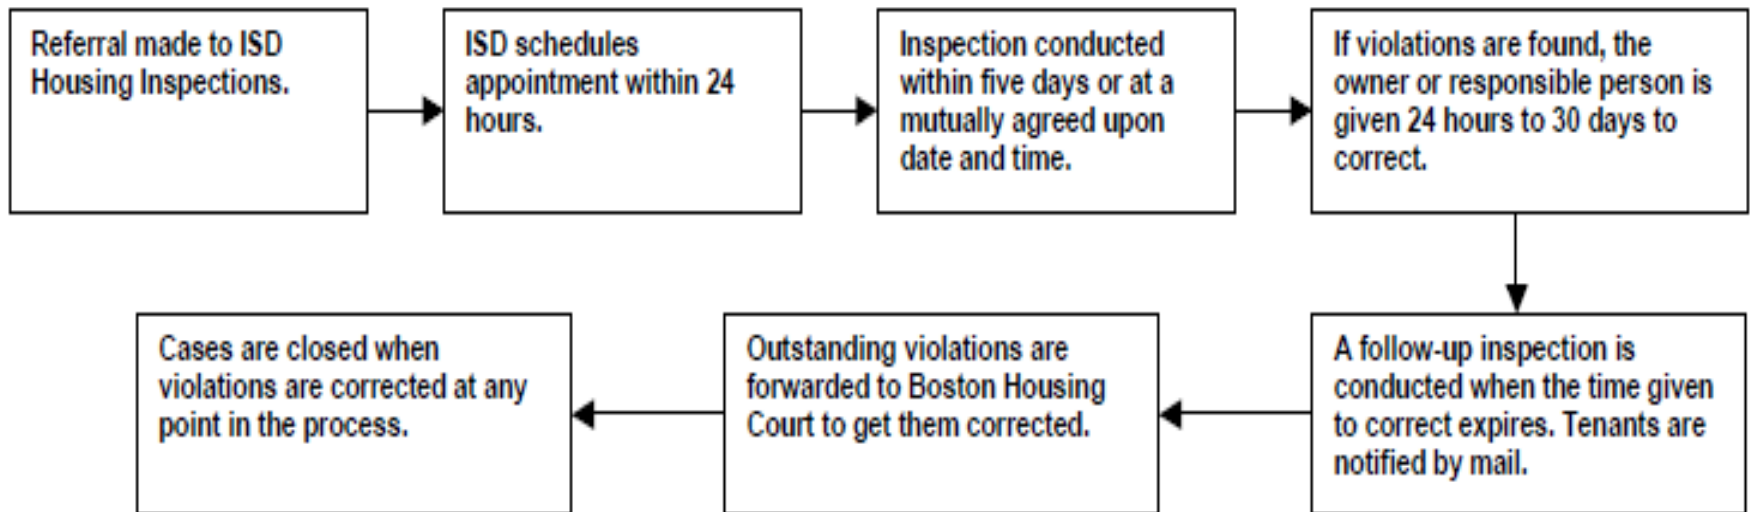 Referral made to ISD
Housing Inspections.
ISD schedules
appointment within 24
hours.
Inspection conducted
within five days or at a
mutually agreed upon
date and time.
If violations are found, the
owner or responsible person is
given 24 hours to 30 days to
correct.
A follow-up inspection is
conducted when the time given
to correct expires. Tenants are
notified by mail.
Outstanding violations are
forwarded to Boston Housing
Court to get them corrected.
Cases are closed when
violations are corrected at any
point in the process.